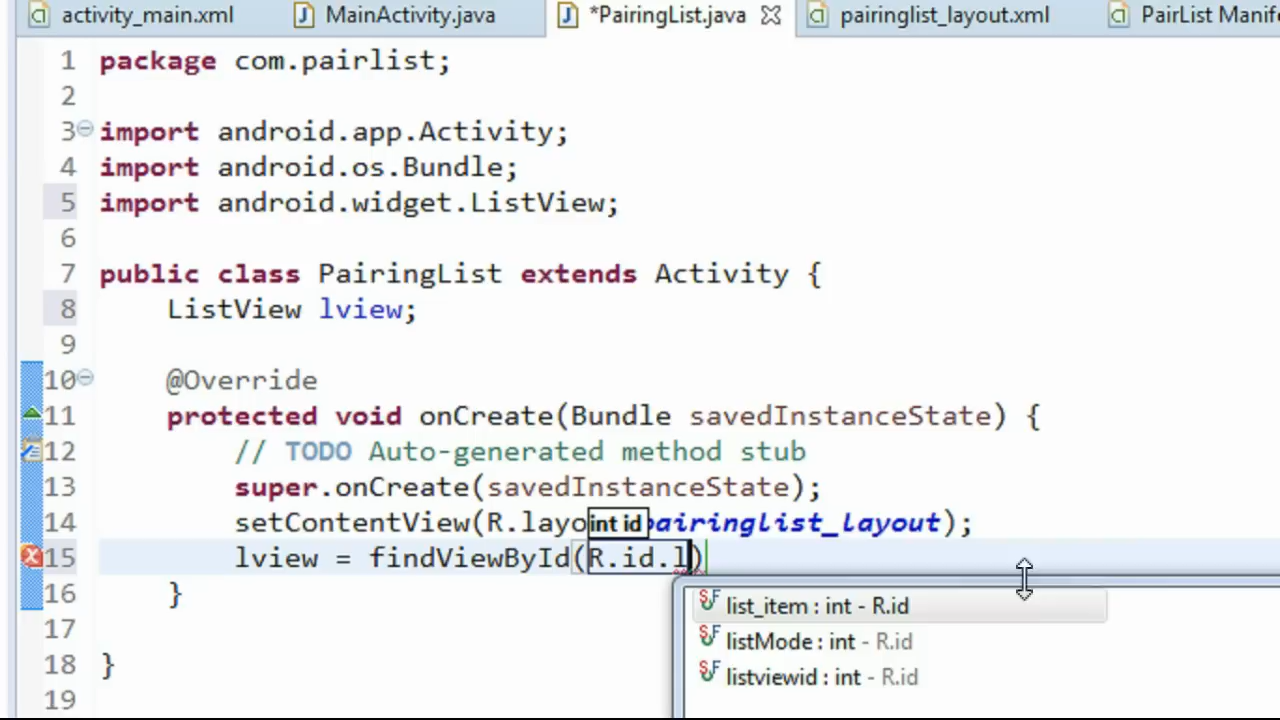 activity_main.xml MainActivity.java *PairingList.java pairinglist_layout.xml PairList Manife
1 package com.pairlist;
2
3 import android.app.Activity;
4 import android.os.Bundle;
5 import android.widget.ListView;
6
7 public class PairingList extends Activity {
8 ListView lview;
9
10 @Override
11 protected void onCreate(Bundle savedInstanceState) {
12 // TODO Auto-generated method stub
13 super.onCreate(savedInstanceState);
14 setContentView(R.layo int id pairinglist_layout);
15 lview = findViewById(R.id.l)
16 }
list_item : int - R.id
17
listMode : int - R.id
18 }
listviewid : int - R.id
19